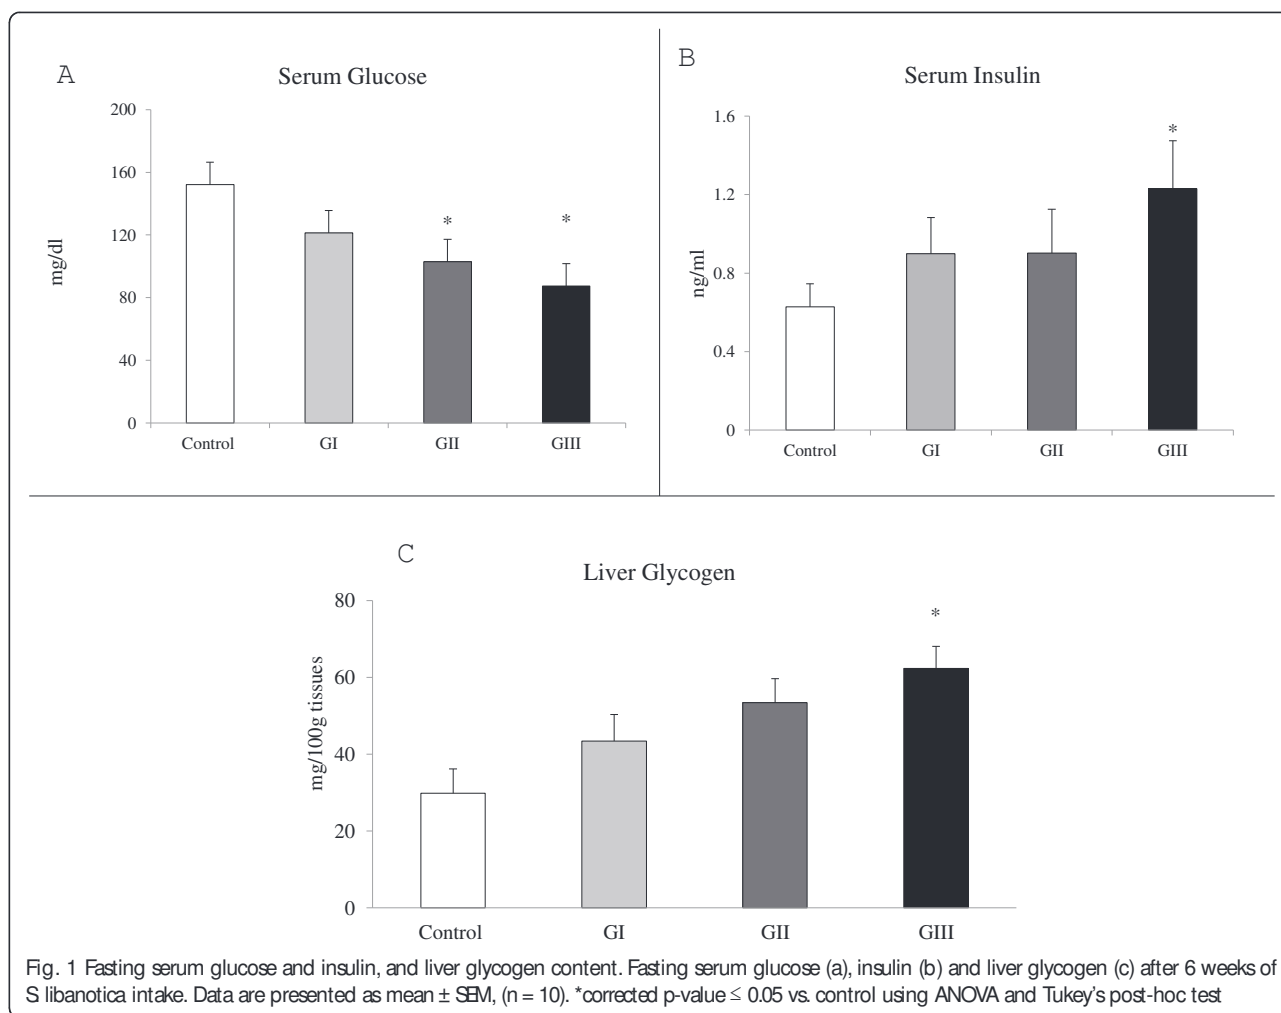 A
Serum Glucose
200
160
120
80
40
0
mg/dl
*
*
Control GI GII GIII
B
Serum Insulin
1.6
1.2
0.8
0.4
0
ng/ml
*
Control GI GII GIII
C
Liver Glycogen
80
60
40
20
0
mg/100g tissues
*
Control GI GII GIII
Fig. 1 Fasting serum glucose and insulin, and liver glycogen content. Fasting serum glucose (a), insulin (b) and liver glycogen (c) after 6 weeks of
S. libanotica intake. Data are presented as mean ± SEM, (n = 10). *corrected p-value ≤ 0.05 vs. control using ANOVA and Tukey's post-hoc test